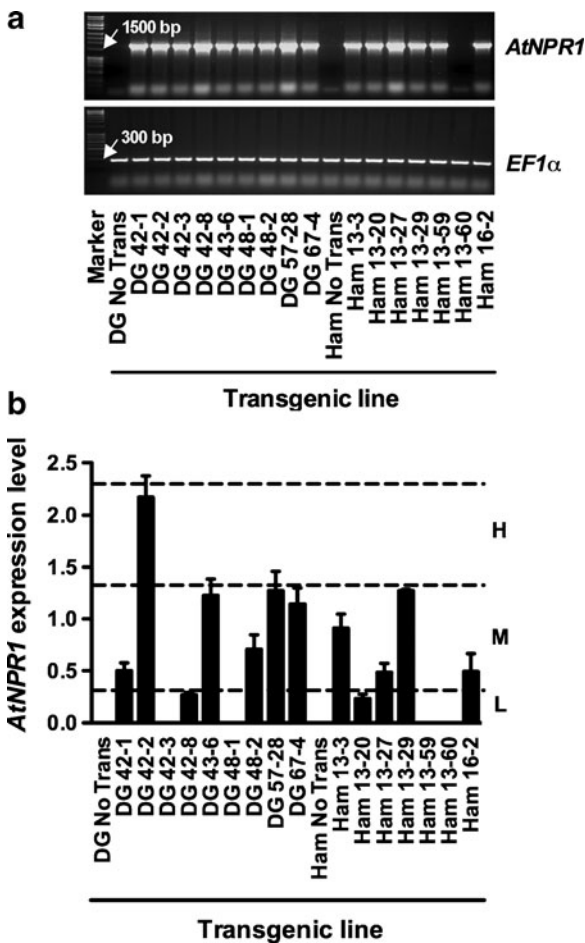 a
1500 bp
AtNPR1
300 bp
EF1α
Marker
DG No Trans
DG 42-1
DG 42-2
DG 42-3
DG 42-8
DG 43-6
DG 48-1
DG 48-2
DG 57-28
DG 67-4
Ham No Trans
Ham 13-3
Ham 13-20
Ham 13-27
Ham 13-29
Ham 13-59
Ham 13-60
Ham 16-2
Transgenic line
b
AtNPR1 expression level
2.5
2.0
1.5
1.0
0.5
0.0
H
M
L
DG No Trans
DG 42-1
DG 42-2
DG 42-3
DG 42-8
DG 43-6
DG 48-1
DG 48-2
DG 57-28
DG 67-4
Ham No Trans
Ham 13-3
Ham 13-20
Ham 13-27
Ham 13-29
Ham 13-59
Ham 13-60
Ham 16-2
Transgenic line